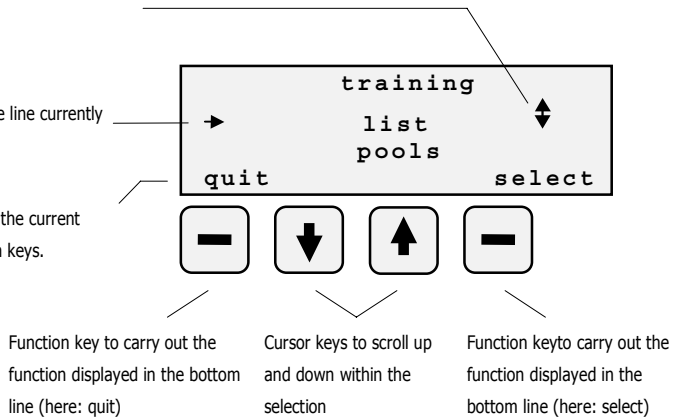 training
e line currently
list
pools
quit select
the current
n keys.
Function key to carry out the
function displayed in the bottom
line (here: quit)
Cursor keys to scroll up
and down within the
selection
Function keyto carry out the
function displayed in the
bottom line (here: select)